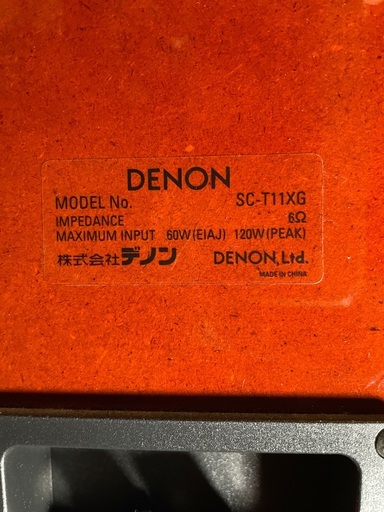 DENON
MODEL No. SC-T11XG
IMPEDANCE 6Ω
MAXIMUM INPUT 60W(EIAJ) 120W(PEAK)
株式会社デノン DENON, Ltd.
MADE IN CHINA